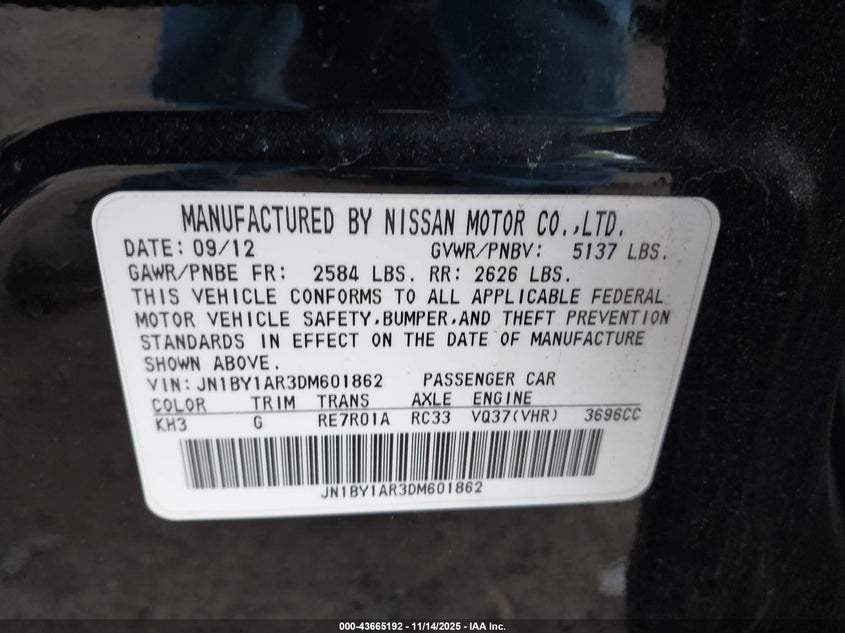 MANUFACTURED BY NISSAN MOTOR CO.,LTD.
DATE: 09/12 GVWR/PNBV: 5137 LBS.
GAWR/PNBE FR: 2584 LBS. RR: 2626 LBS.
THIS VEHICLE CONFORMS TO ALL APPLICABLE FEDERAL
MOTOR VEHICLE SAFETY,BUMPER,AND THEFT PREVENTION
STANDARDS IN EFFECT ON THE DATE OF MANUFACTURE
SHOWN ABOVE.
VIN: JN1BY1AR3DM601862 PASSENGER CAR
COLOR TRIM TRANS AXLE ENGINE
KH3 G RE7R01A RC33 VQ37(VHR) 3696CC
JN1BY1AR3DM601862
000-43665192 - 11/14/2025 - IAA Inc.